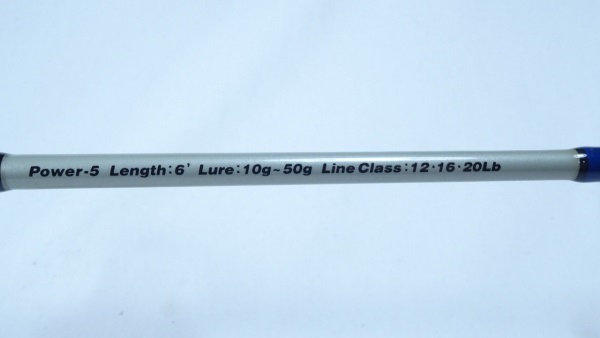 Power-5 Length:6' Lure:10g~50g Line Class:12·16·20Lb